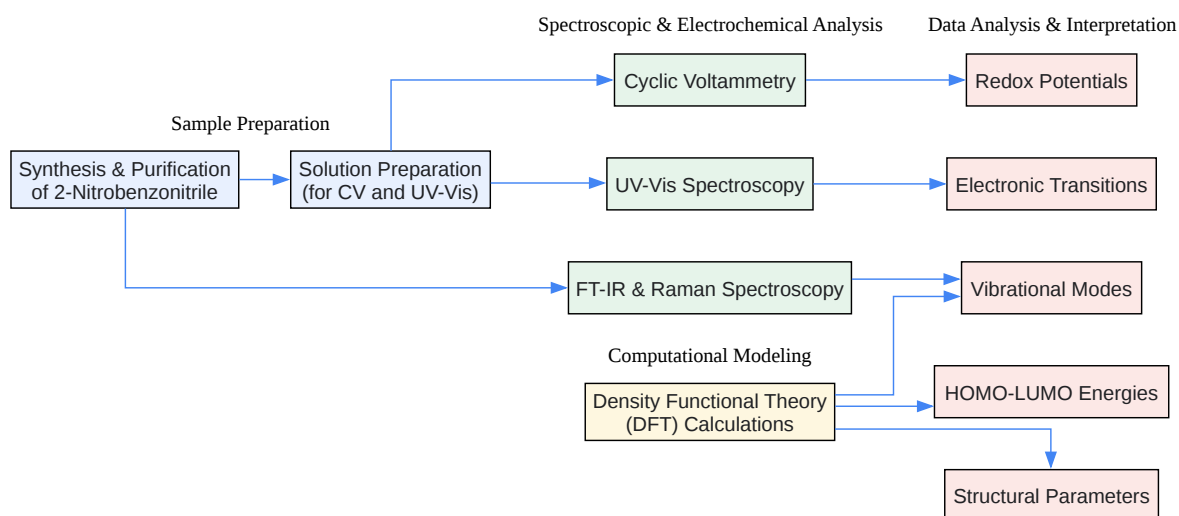 Spectroscopic & Electrochemical Analysis
Data Analysis & Interpretation
Cyclic Voltammetry
Redox Potentials
Sample Preparation
Synthesis & Purification
of 2-Nitrobenzonitrile
Solution Preparation
(for CV and UV-Vis)
UV-Vis Spectroscopy
Electronic Transitions
FT-IR & Raman Spectroscopy
Vibrational Modes
Computational Modeling
Density Functional Theory
(DFT) Calculations
HOMO-LUMO Energies
Structural Parameters